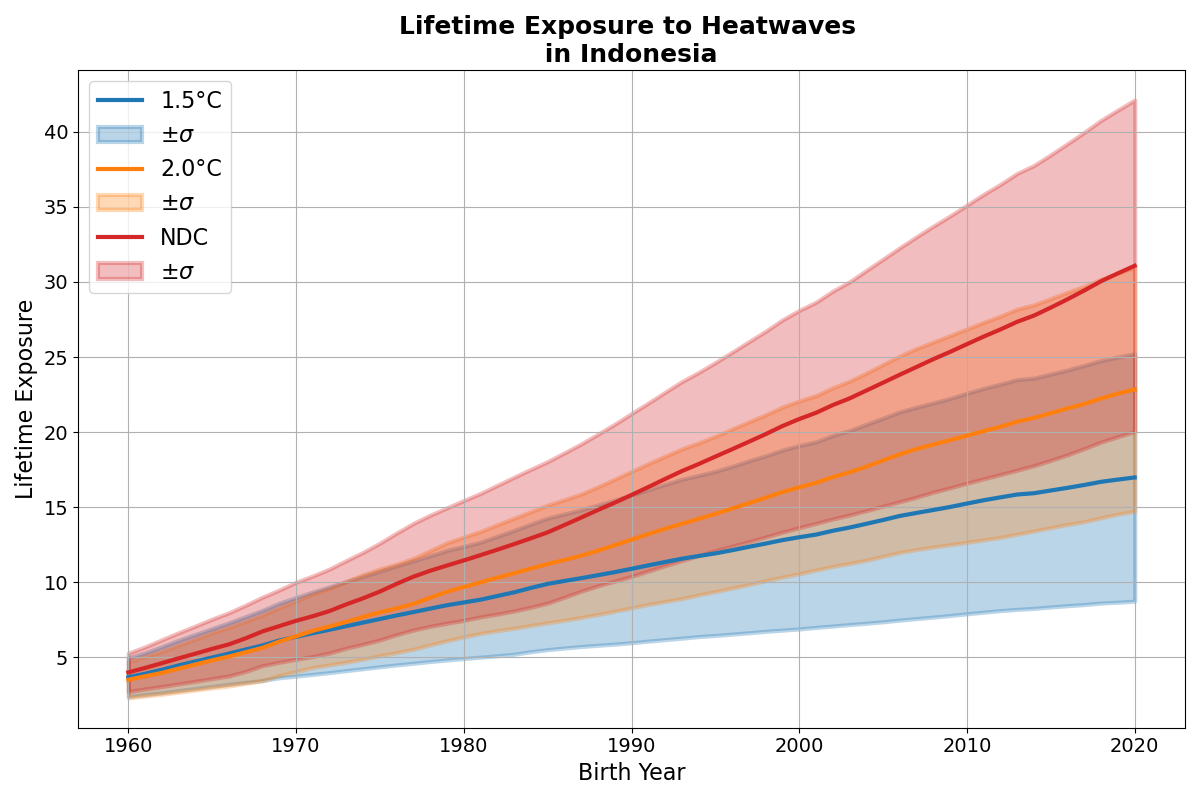 Lifetime Exposure to Heatwaves
in Indonesia
1.5°C
±σ
2.0°C
±σ
NDC
±σ
Lifetime Exposure
40
35
30
25
20
15
10
5
1960
1970
1980
1990
2000
2010
2020
Birth Year